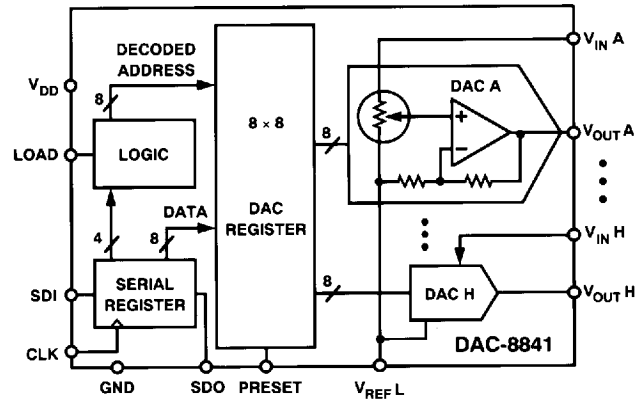 V_IN A
DECODED
ADDRESS
V_DD
DAC A
8
8 × 8
8
+
−
V_OUT A
LOAD
LOGIC
DATA
DAC
REGISTER
4
8
V_IN H
SDI
SERIAL
REGISTER
8
DAC H
V_OUT H
CLK
DAC-8841
GND
SDO
PRESET
V_REF L